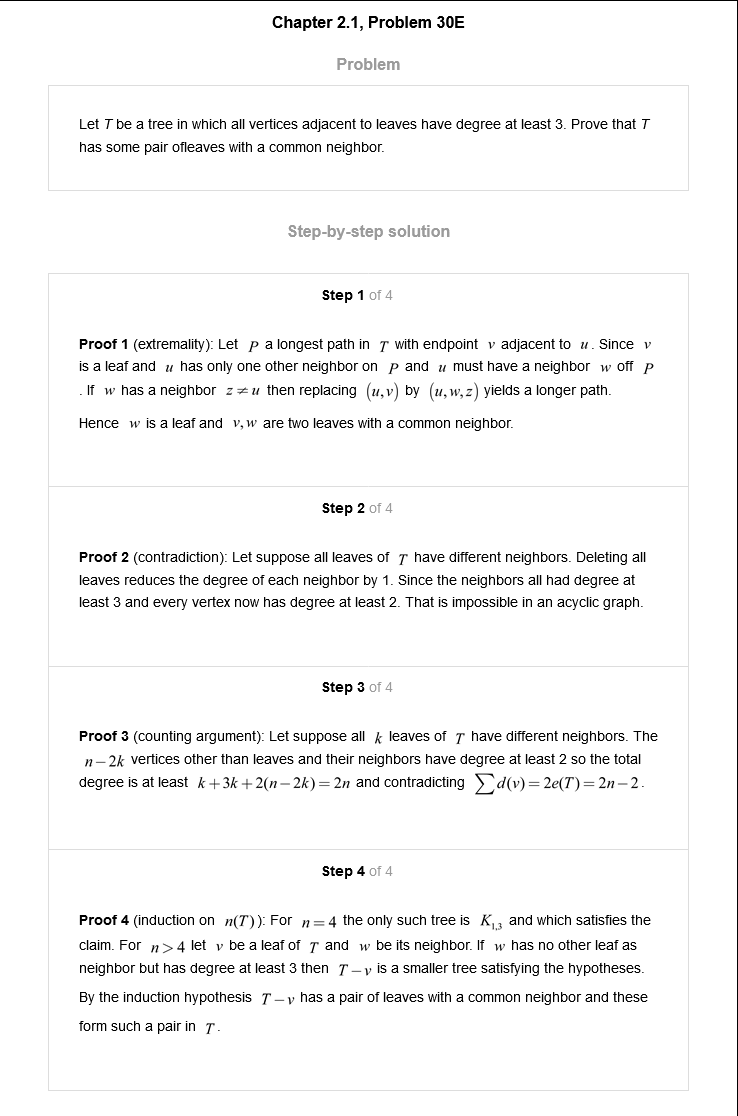 Chapter 2.1, Problem 30E
Problem
Let T be a tree in which all vertices adjacent to leaves have degree at least 3. Prove that T
has some pair ofleaves with a common neighbor.
Step-by-step solution
Step 1 of 4
Proof 1 (extremality): Let P a longest path in T with endpoint v adjacent to u. Since v
is a leaf and u has only one other neighbor on P and u must have a neighbor w off P
. If w has a neighbor z ≠ u then replacing (u, v) by (u, w, z) yields a longer path.
Hence w is a leaf and v, w are two leaves with a common neighbor.
Step 2 of 4
Proof 2 (contradiction): Let suppose all leaves of T have different neighbors. Deleting all
leaves reduces the degree of each neighbor by 1. Since the neighbors all had degree at
least 3 and every vertex now has degree at least 2. That is impossible in an acyclic graph.
Step 3 of 4
Proof 3 (counting argument): Let suppose all k leaves of T have different neighbors. The
n − 2k vertices other than leaves and their neighbors have degree at least 2 so the total
degree is at least k + 3k + 2(n − 2k) = 2n and contradicting ∑d(v) = 2e(T) = 2n − 2.
Step 4 of 4
Proof 4 (induction on n(T)): For n = 4 the only such tree is K1,3 and which satisfies the
claim. For n > 4 let v be a leaf of T and w be its neighbor. If w has no other leaf as
neighbor but has degree at least 3 then T − v is a smaller tree satisfying the hypotheses.
By the induction hypothesis T − v has a pair of leaves with a common neighbor and these
form such a pair in T.